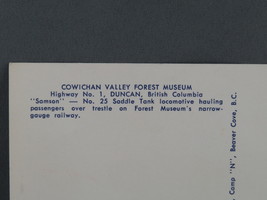 COWICHAN VALLEY FOREST MUSEUM
Highway No. 1, DUNCAN, British Columbia
"Samson" — No. 25 Saddle Tank locomotive hauling
passengers over trestle on Forest Museum's narrow-
gauge railway.
Camp "N", Beaver Cove, B.C.